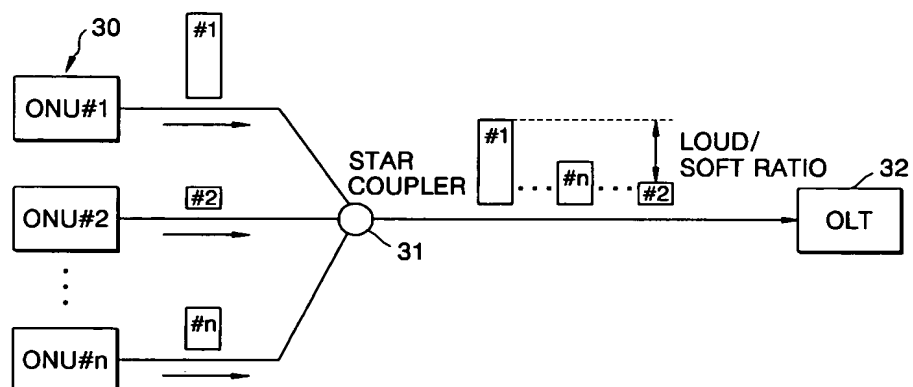 30
#1
ONU#1
#1
LOUD/
SOFT RATIO
STAR
COUPLER
#n
#2
32
#2
ONU#2
OLT
31
#n
ONU#n